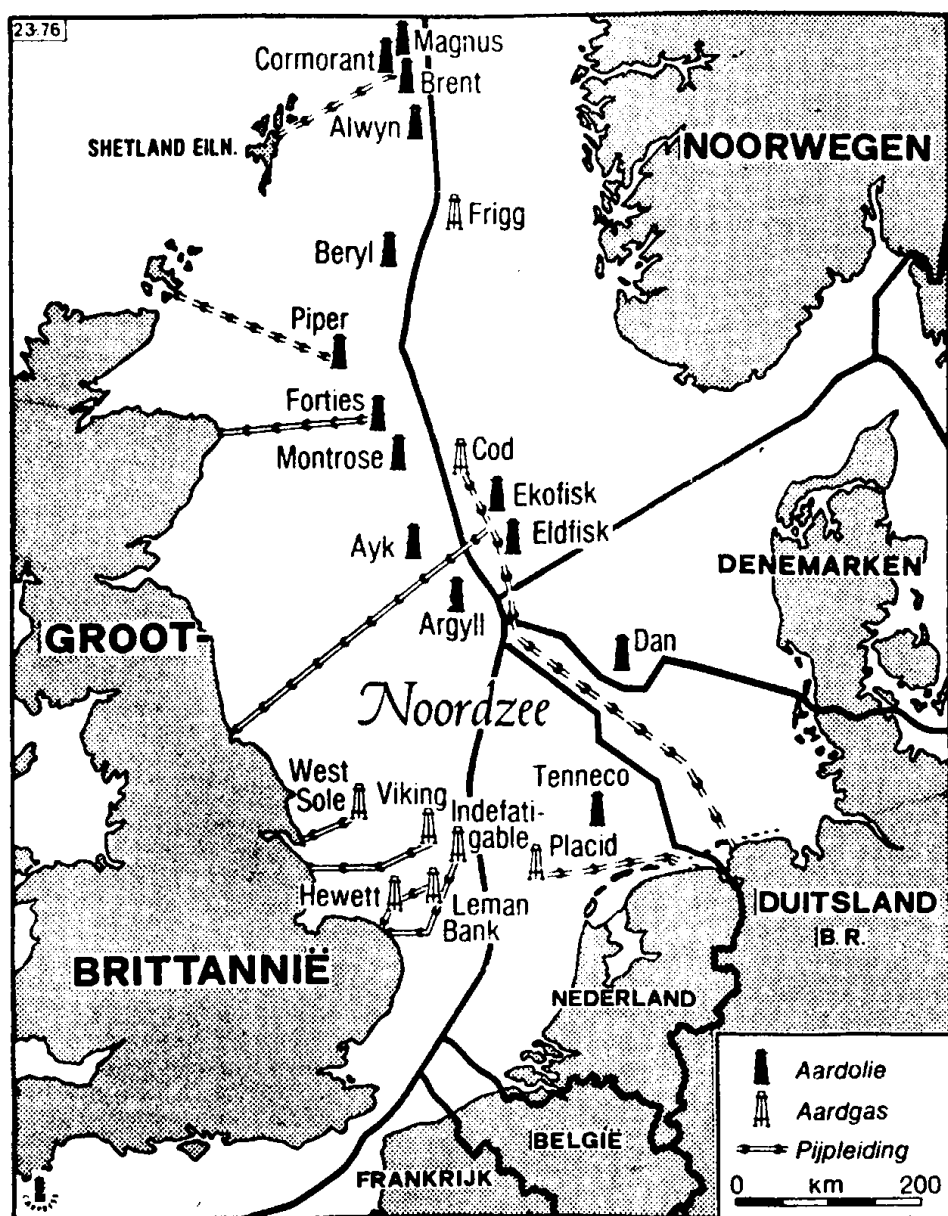 23.76
Magnus
Cormorant
Brent
Alwyn
SHETLAND EILN.
NOORWEGEN
Frigg
Beryl
Piper
Forties
Montrose
Cod
Ekofisk
Ayk
Eldfisk
DENEMARKEN
Argyll
GROOT-
Dan
Noordzee
West
Sole
Viking
Indefati-
gable
Tenneco
Placid
Hewett
Leman
Bank
DUITSLAND
B.R.
BRITTANNIË
NEDERLAND
BELGIË
FRANKRIJK
Aardolie
Aardgas
Pijpleiding
0 km 200